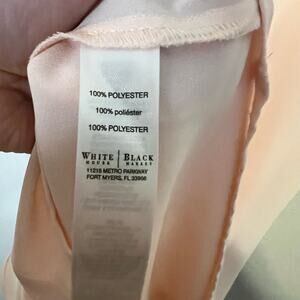 100% POLYESTER
100% poliéster
100% POLYESTER
WHITE | BLACK
HOUSE | MARKET
11215 METRO PARKWAY
FORT MYERS, FL 33966